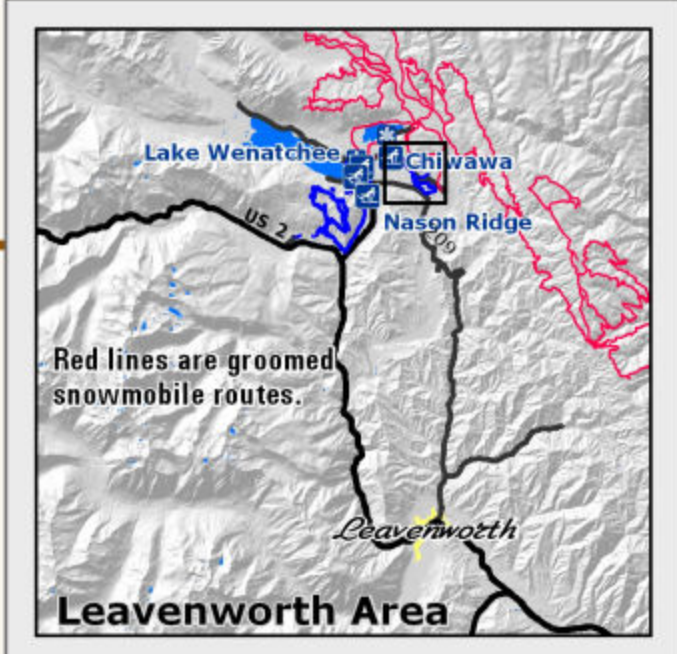 Lake Wenatchee
Chiwawa
US 2
Nason Ridge
209
Red lines are groomed
snowmobile routes.
Leavenworth
Leavenworth Area